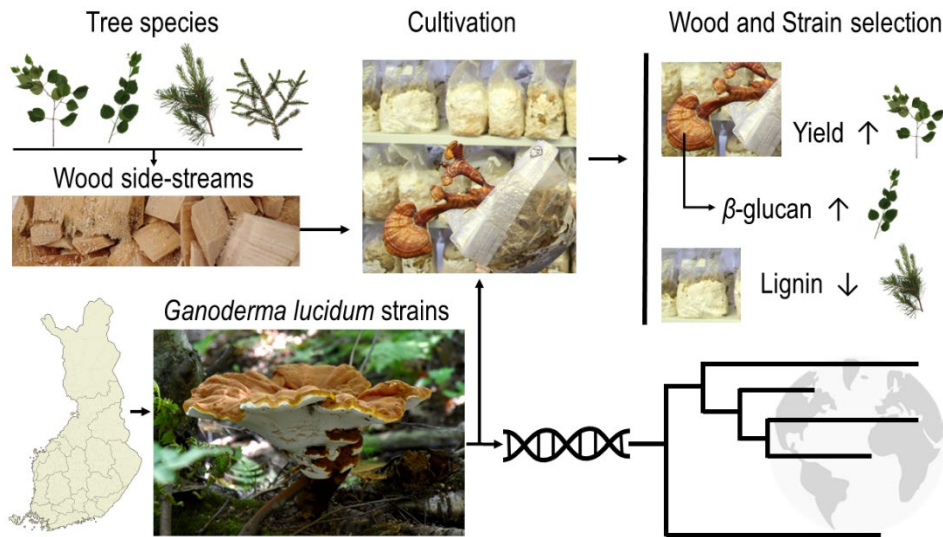 Tree species
Cultivation
Wood and Strain selection
Yield ↑
Wood side-streams
β-glucan ↑
Lignin ↓
Ganoderma lucidum strains